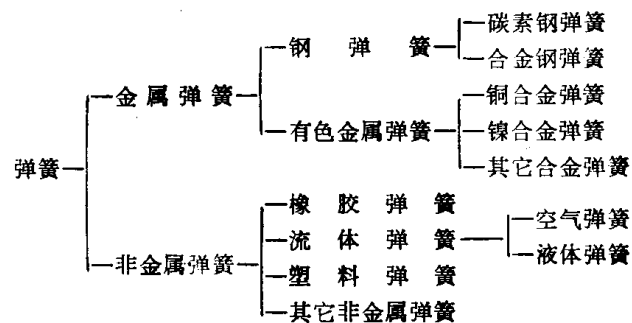 碳素钢弹簧
钢弹簧
合金钢弹簧
金属弹簧
铜合金弹簧
有色金属弹簧
镍合金弹簧
其它合金弹簧
弹簧
橡胶弹簧
空气弹簧
流体弹簧
液体弹簧
非金属弹簧
塑料弹簧
其它非金属弹簧